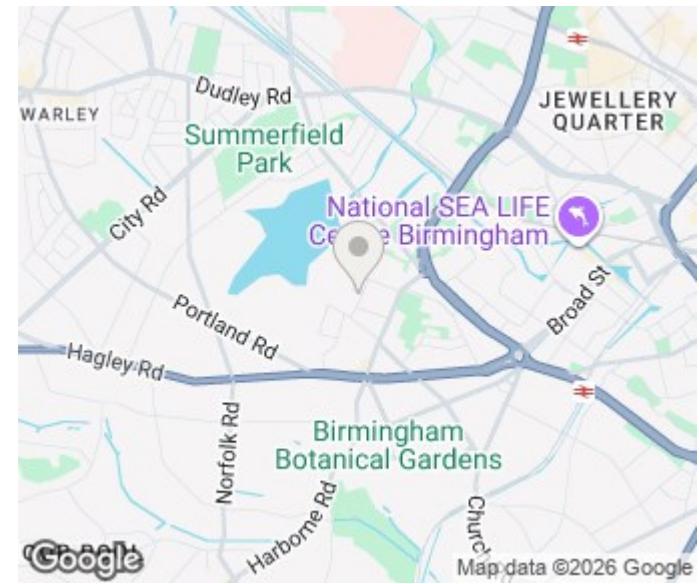 Dudley Rd
WARLEY
JEWELLERY
QUARTER
Summerfield
Park
City Rd
National SEA LIFE
Birmingham
Broad St
Portland Rd
Hagley Rd
Norfolk Rd
Birmingham
Botanical Gardens
Harborne Rd
Google
Map data ©2026 Google